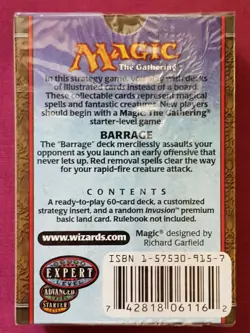 MAGIC
The Gathering
In this strategy game, you play with decks
of illustrated cards instead of a board.
These collectable cards represent magical
spells and fantastic creatures. New players
should begin with a Magic: The Gathering®
starter-level game.
BARRAGE
The 'Barrage' deck mercilessly assaults your
opponent as you launch an early offensive that
never lets up. Red removal spells clear the way
for your rapid-fire creature attack.
CONTENTS
A ready-to-play 60-card deck, a customized
strategy insert, and a random Invasion™ premium
basic land card. Rulebook not included.
www.wizards.com
Magic® designed by
Richard Garfield
EXPERT
LEVEL
ADVANCED
STARTER
ISBN 1-57530-915-7
7 42818 06116 2